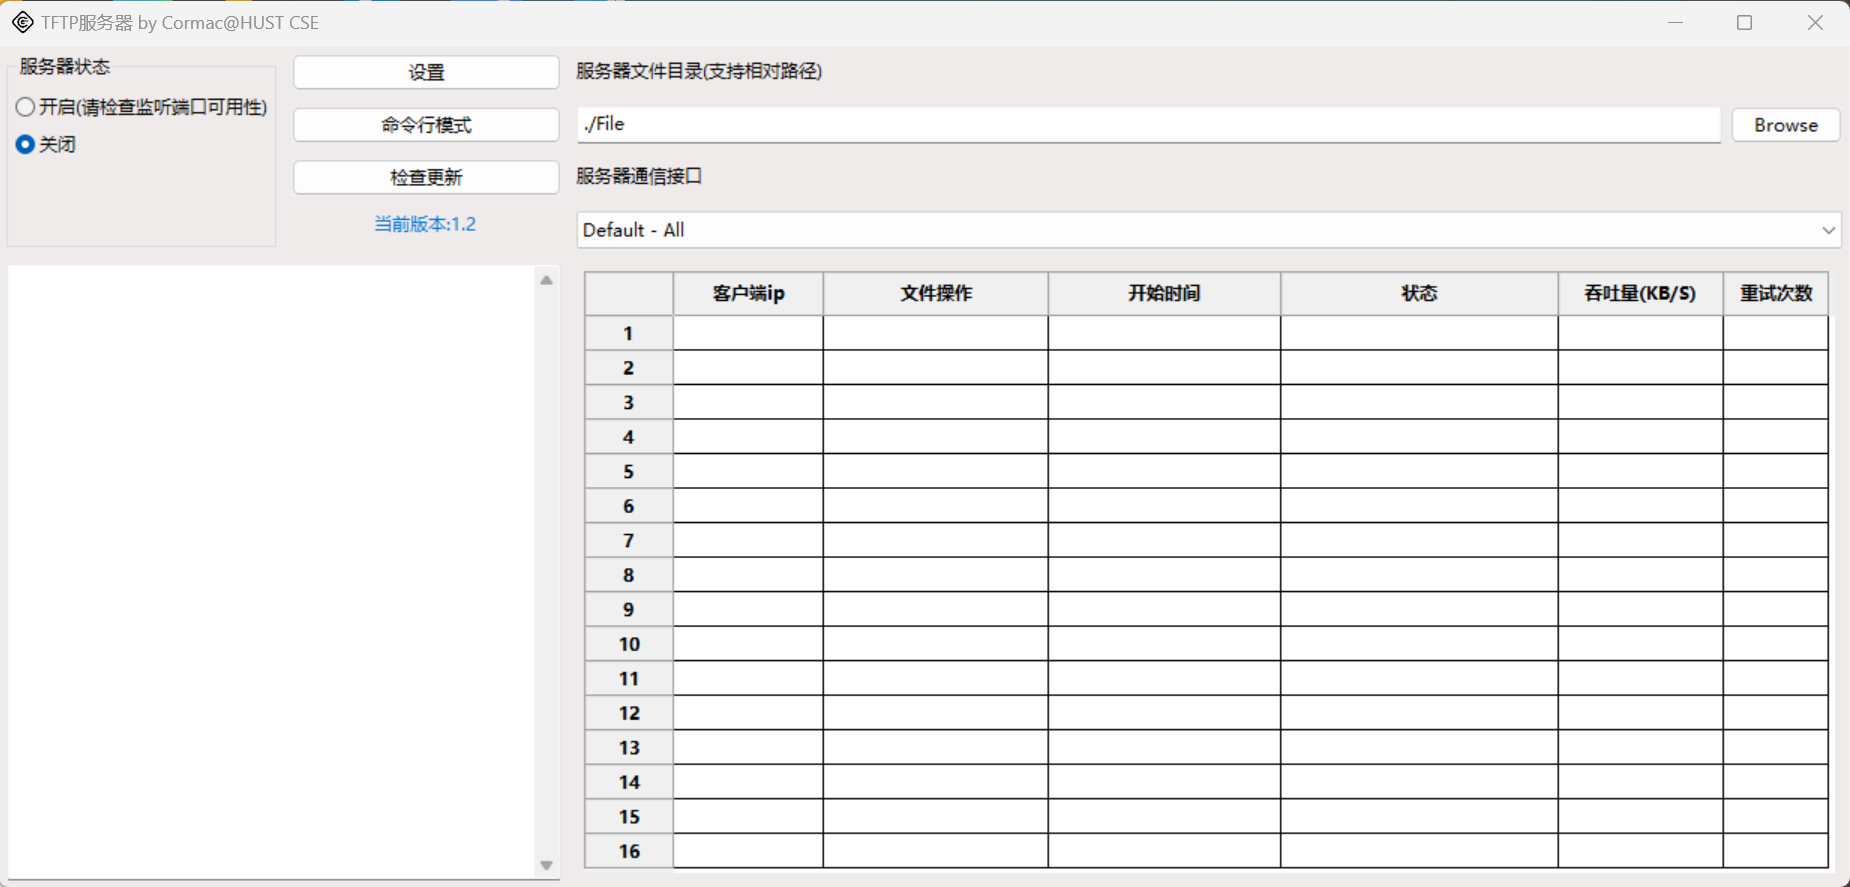 TFTP服务器 by Cormac@HUST CSE
服务器状态
开启(请检查监听端口可用性)
关闭
设置
命令行模式
检查更新
当前版本:1.2
服务器文件目录(支持相对路径)
./File
Browse
服务器通信接口
Default - All
客户端ip 文件操作 开始时间 状态 吞吐量(KB/S) 重试次数
1
2
3
4
5
6
7
8
9
10
11
12
13
14
15
16